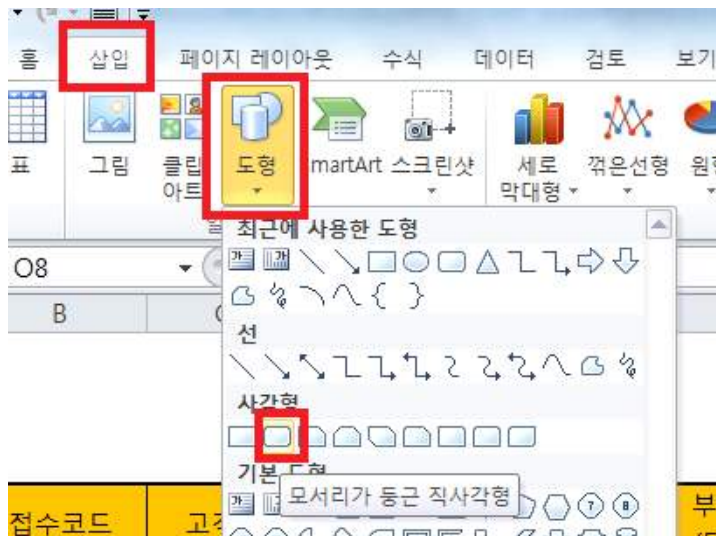 홈 삽입 페이지 레이아웃 수식 데이터 검토 보기
표 그림 클립 도형 martArt 스크린샷 세로 꺾은선형 원형
아트 막대형
최근에 사용한 도형
O8
B
선
사각형
기본 도형
모서리가 둥근 직사각형
접수코드